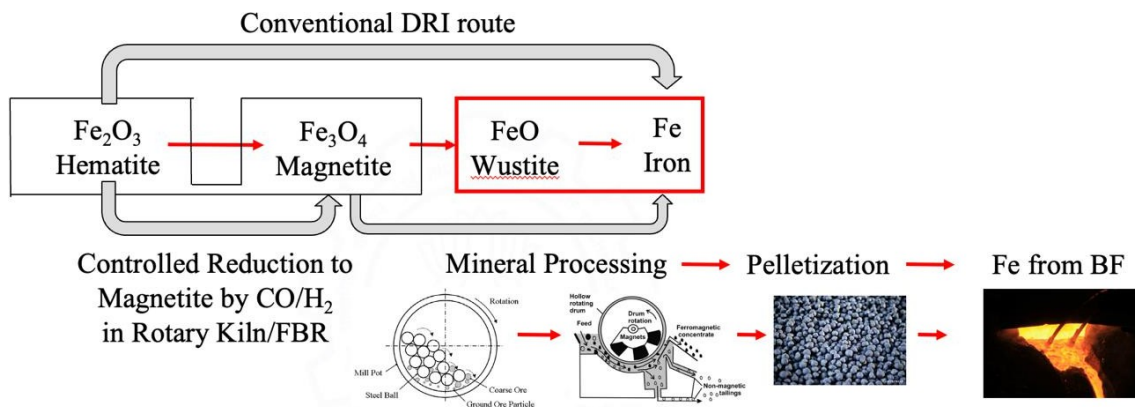 Conventional DRI route
Fe₂O₃
Hematite
Fe₃O₄
Magnetite
FeO
Wustite
Fe
Iron
Controlled Reduction to
Magnetite by CO/H₂
in Rotary Kiln/FBR
Mineral Processing
Pelletization
Fe from BF
Rotation
Mill Pot
Steel Ball
Coarse Ore
Ground Ore Particle
Hollow
rotating
drum
Feed
Drum
rotation
Magnets
Ferromagnetic
concentrate
Non-magnetic
tailings